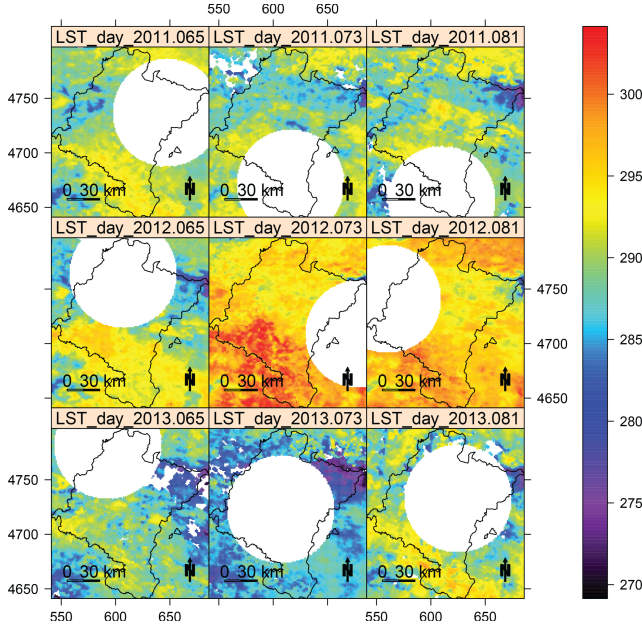 550 600 650
LST_day_2011.065 LST_day_2011.073 LST_day_2011.081
300
4750
295
4700
0 30 km N 0 30 km N 0 30 km N
4650
LST_day_2012.065 LST_day_2012.073 LST_day_2012.081
290
4750
285
4700
0 30 km N 0 30 km N 0 30 km N
4650
LST_day_2013.065 LST_day_2013.073 LST_day_2013.081
280
4750
275
4700
0 30 km N 0 30 km N 0 30 km N
270
4650
550 600 650 550 600 650